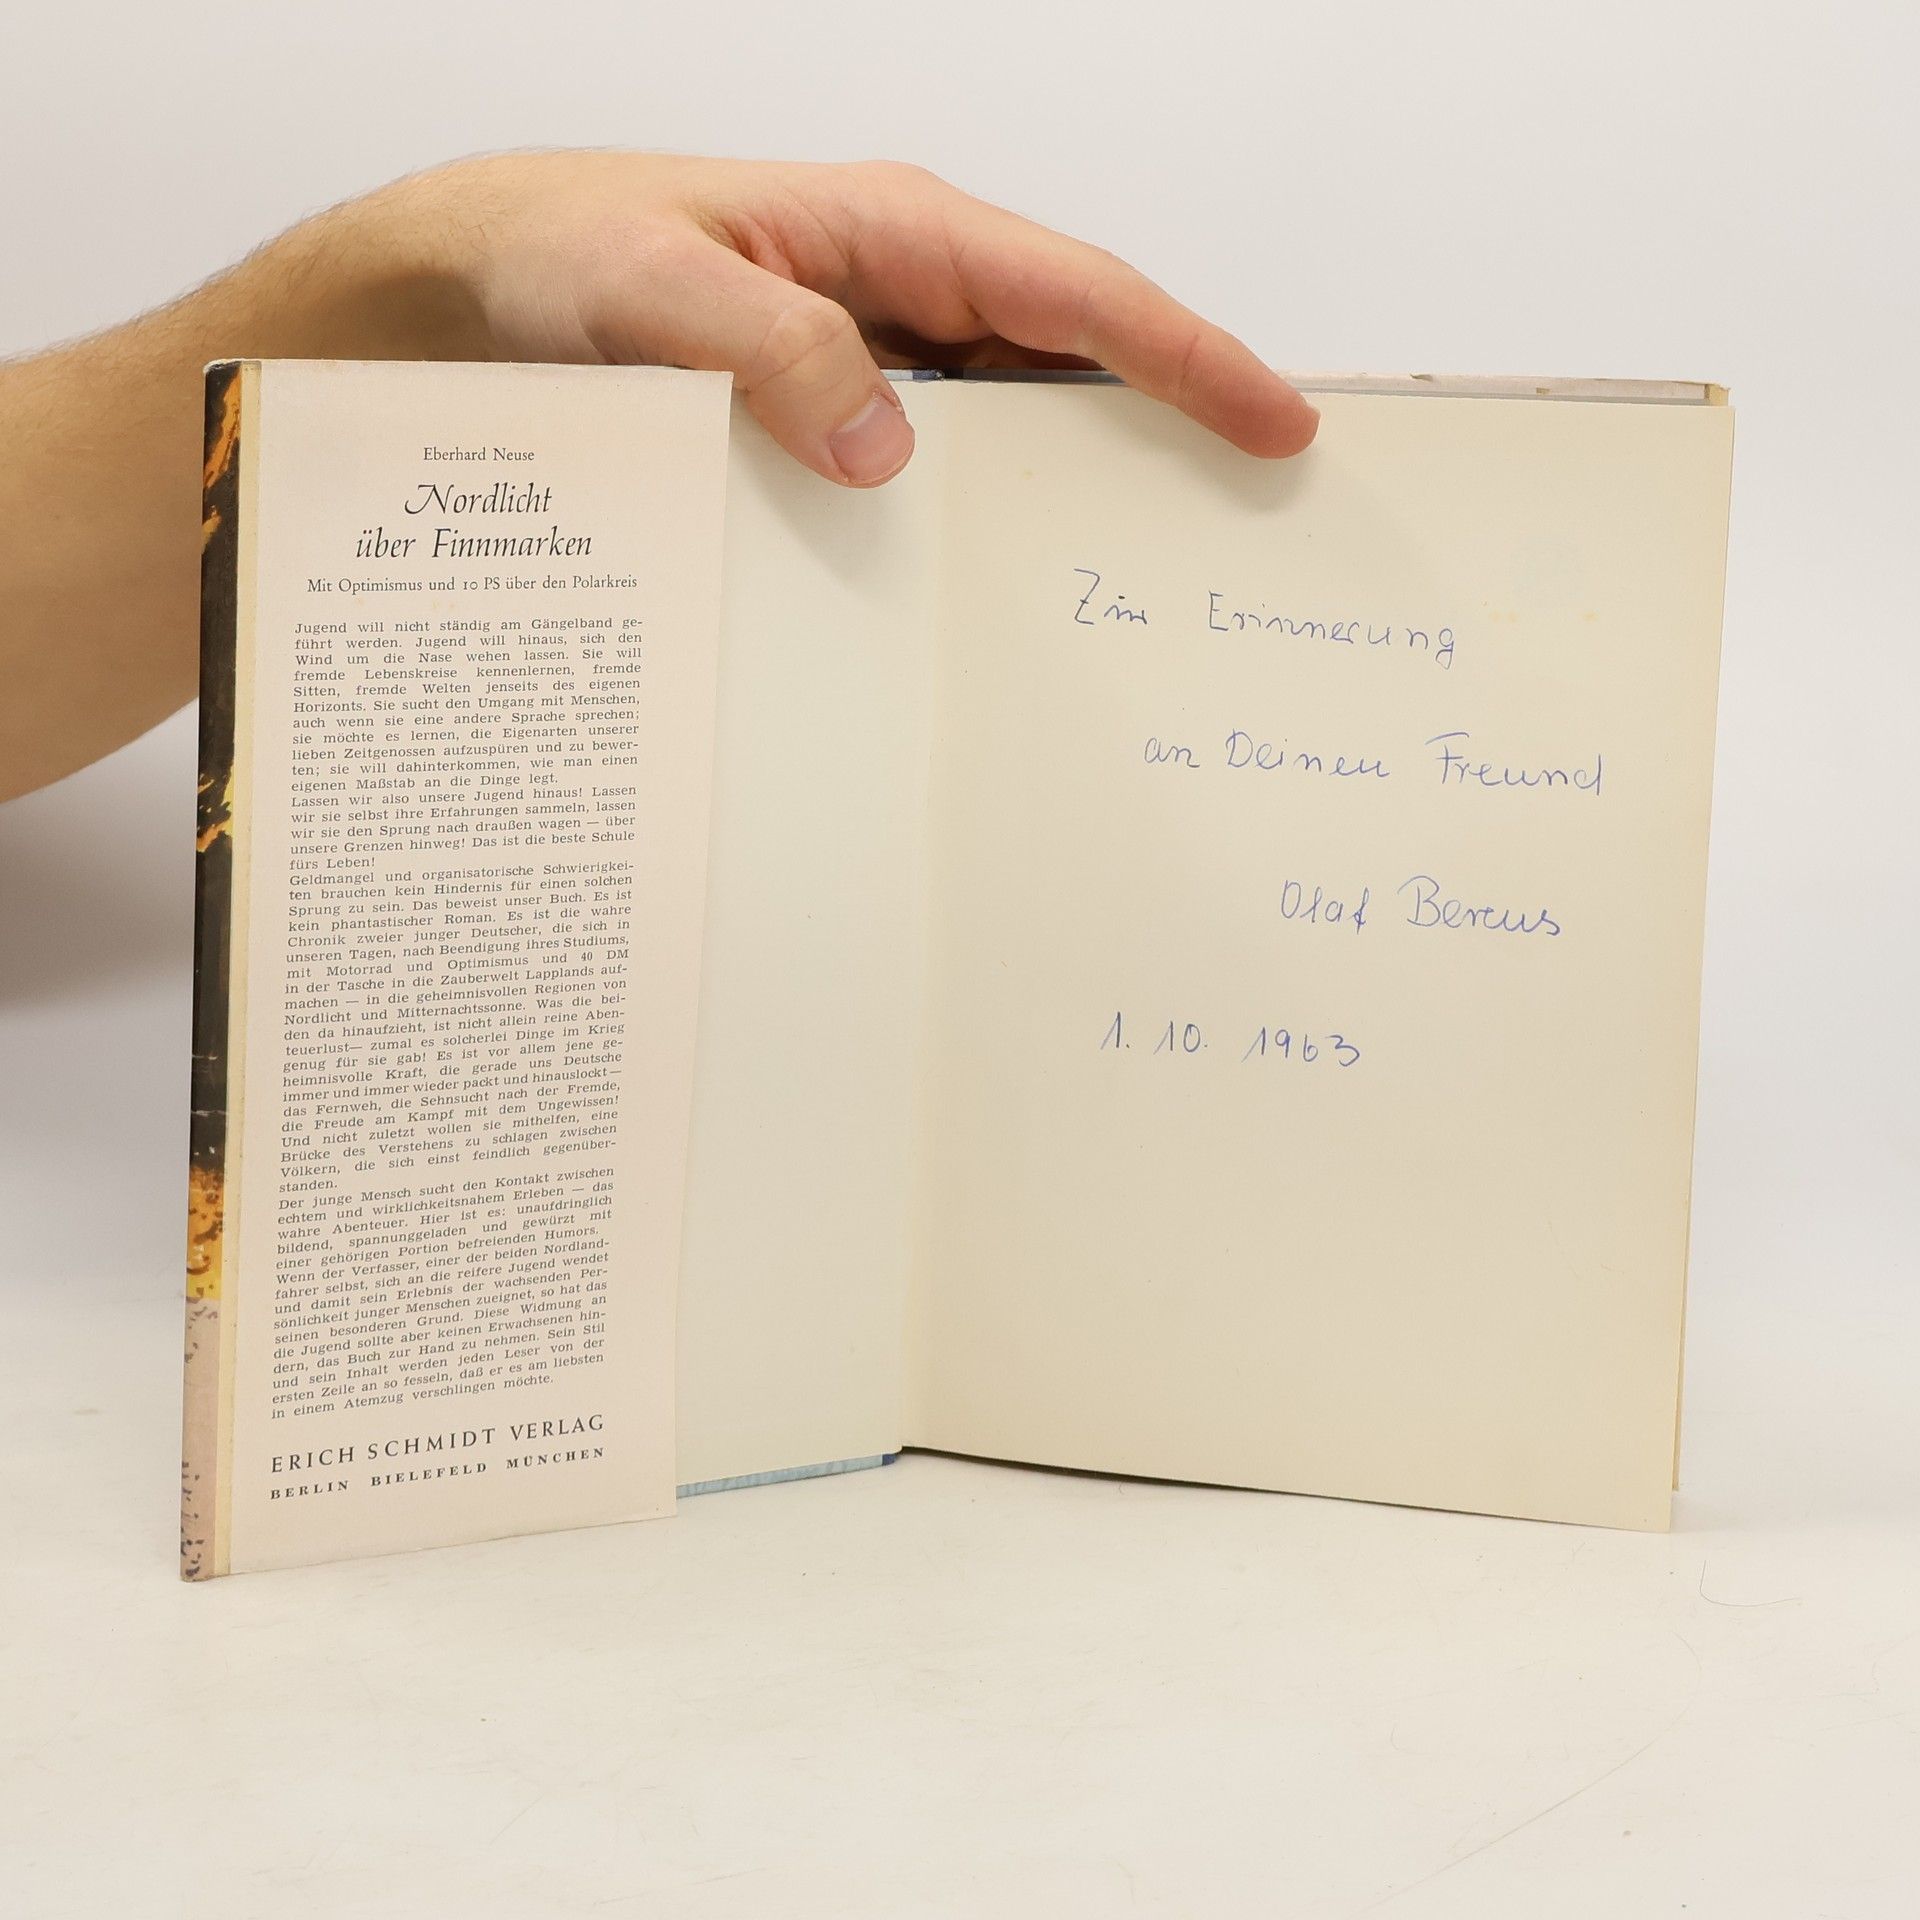 Eberhard Neuse
Nordlicht
über Finnmarken
Mit Optimismus und 10 PS über den Polarkreis
Jugend will nicht ständig am Gängelband ge-
führt werden. Jugend will hinaus, sich den
Wind um die Nase wehen lassen. Sie will
fremde Lebenskreise kennenlernen, fremde
Sitten, fremde Welten jenseits des eigenen
Horizonts. Sie sucht den Umgang mit Menschen,
auch wenn sie eine andere Sprache sprechen;
sie möchte es lernen, die Eigenarten unserer
lieben Zeitgenossen aufzuspüren und zu bewer-
ten; sie will dahinterkommen, wie man einen
eigenen Maßstab an die Dinge legt.
Lassen wir also unsere Jugend hinaus! Lassen
wir sie selbst ihre Erfahrungen sammeln, lassen
wir sie den Sprung nach draußen wagen — über
unsere Grenzen hinweg! Das ist die beste Schule
fürs Leben!
Geldmangel und organisatorische Schwierigkei-
ten brauchen kein Hindernis für einen solchen
Sprung zu sein. Das beweist unser Buch. Es ist
kein phantastischer Roman. Es ist die wahre
Chronik zweier junger Deutscher, die sich in
unseren Tagen, nach Beendigung ihres Studiums,
mit Motorrad und Optimismus und 40 DM
in der Tasche in die Zauberwelt Lapplands auf-
machen — in die geheimnisvollen Regionen von
Nordlicht und Mitternachtssonne. Was die bei-
den da hinaufzieht, ist nicht allein reine Aben-
teuerlust— zumal es solcherlei Dinge im Krieg
genug für sie gab! Es ist vor allem jene ge-
heimnisvolle Kraft, die gerade uns Deutsche
immer und immer wieder packt und hinauslockt—
das Fernweh, die Sehnsucht nach der Fremde,
die Freude am Kampf mit dem Ungewissen!
Und nicht zuletzt wollen sie mithelfen, eine
Brücke des Verstehens zu schlagen zwischen
Völkern, die sich einst feindlich gegenüber-
standen.
Der junge Mensch sucht den Kontakt zwischen
echtem und wirklichkeitsnahem Erleben — das
wahre Abenteuer. Hier ist es: unaufdringlich
bildend, spannunggeladen und gewürzt mit
einer gehörigen Portion befreienden Humors.
Wenn der Verfasser, einer der beiden Nordland-
fahrer selbst, sich an die reifere Jugend wendet
und damit sein Erlebnis der wachsenden Per-
sönlichkeit junger Menschen zueignet, so hat das
seinen besonderen Grund. Diese Widmung an
die Jugend sollte aber keinen Erwachsenen hin-
dern, das Buch zur Hand zu nehmen. Sein Stil
und sein Inhalt werden jeden Leser von der
ersten Zeile an so fesseln, daß er es am liebsten
in einem Atemzug verschlingen möchte.
ERICH SCHMIDT VERLAG
BERLIN BIELEFELD MÜNCHEN
Zur Erinnerung
an Deinen Freund
Olaf Bereus
1. 10. 1963